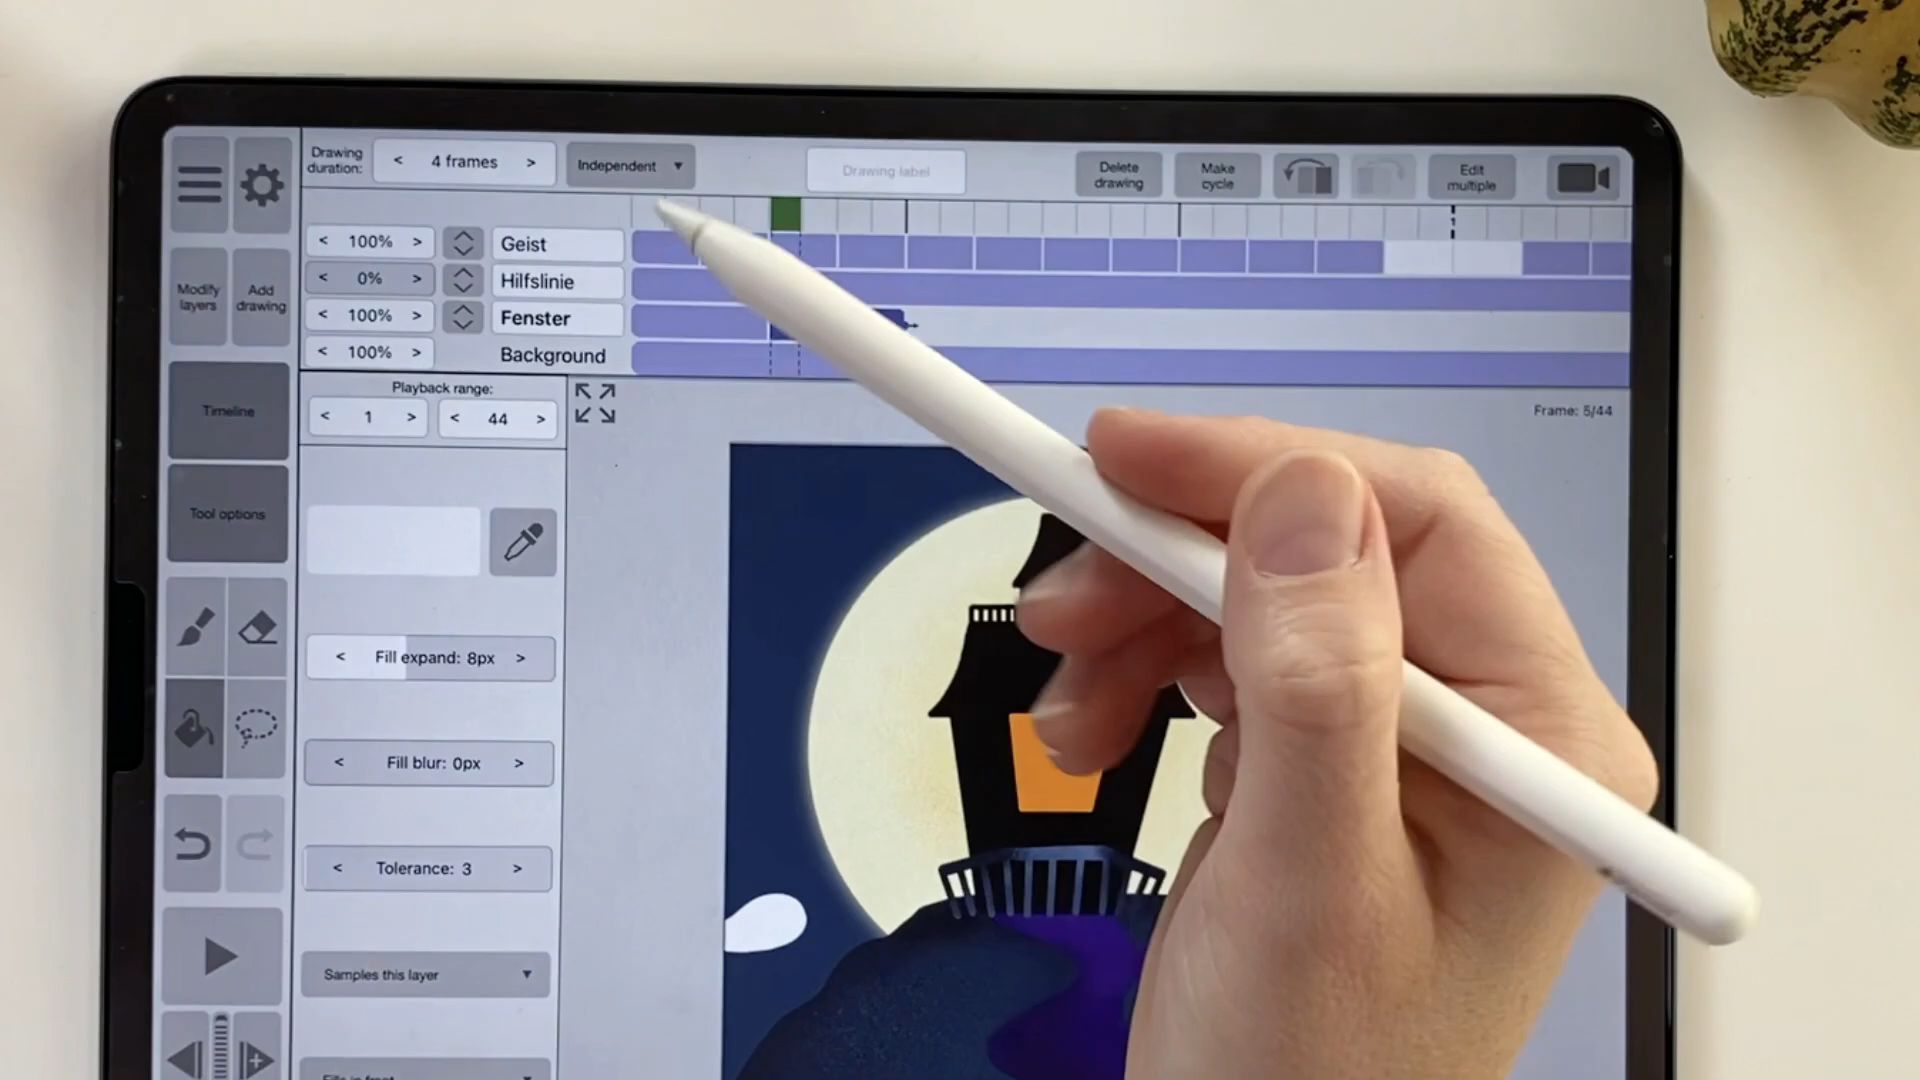 Drawing
duration:
< 4 frames >
Independent ▼
Drawing label
Delete
drawing
Make
cycle
Edit
multiple
< 100% >
Geist
< 0% >
Hilfslinie
< 100% >
Fenster
< 100% >
Background
1
Modify
layers
Add
drawing
Timeline
Tool options
Playback range:
< 1 >
< 44 >
Frame: 5/44
< Fill expand: 8px >
< Fill blur: 0px >
< Tolerance: 3 >
Samples this layer ▼